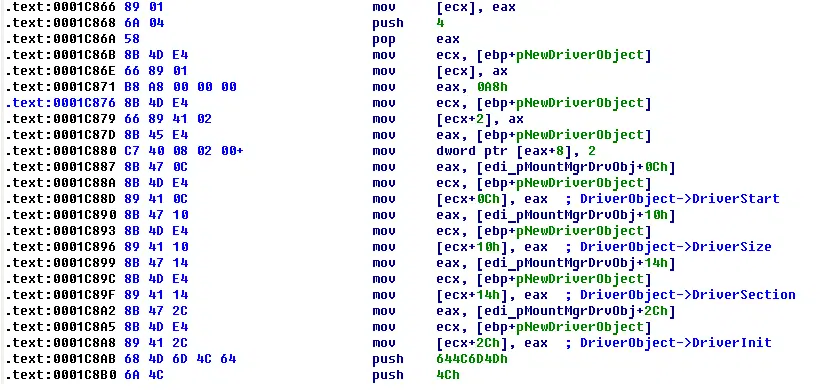 .text:0001C866 89 01 mov [ecx], eax
.text:0001C868 6A 04 push 4
.text:0001C86A 58 pop eax
.text:0001C86B 8B 4D E4 mov ecx, [ebp+pNewDriverObject]
.text:0001C86E 66 89 01 mov [ecx], ax
.text:0001C871 B8 A8 00 00 00 mov eax, 0A8h
.text:0001C876 8B 4D E4 mov ecx, [ebp+pNewDriverObject]
.text:0001C879 66 89 41 02 mov [ecx+2], ax
.text:0001C87D 8B 45 E4 mov eax, [ebp+pNewDriverObject]
.text:0001C880 C7 40 08 02 00+ mov dword ptr [eax+8], 2
.text:0001C887 8B 47 0C mov eax, [edi_pMountMgrDrvObj+0Ch]
.text:0001C88A 8B 4D E4 mov ecx, [ebp+pNewDriverObject]
.text:0001C88D 89 41 0C mov [ecx+0Ch], eax ; DriverObject->DriverStart
.text:0001C890 8B 47 10 mov eax, [edi_pMountMgrDrvObj+10h]
.text:0001C893 8B 4D E4 mov ecx, [ebp+pNewDriverObject]
.text:0001C896 89 41 10 mov [ecx+10h], eax ; DriverObject->DriverSize
.text:0001C899 8B 47 14 mov eax, [edi_pMountMgrDrvObj+14h]
.text:0001C89C 8B 4D E4 mov ecx, [ebp+pNewDriverObject]
.text:0001C89F 89 41 14 mov [ecx+14h], eax ; DriverObject->DriverSection
.text:0001C8A2 8B 47 2C mov eax, [edi_pMountMgrDrvObj+2Ch]
.text:0001C8A5 8B 4D E4 mov ecx, [ebp+pNewDriverObject]
.text:0001C8A8 89 41 2C mov [ecx+2Ch], eax ; DriverObject->DriverInit
.text:0001C8AB 68 4D 6D 4C 64 push 644C6D4Dh
.text:0001C8B0 6A 4C push 4Ch